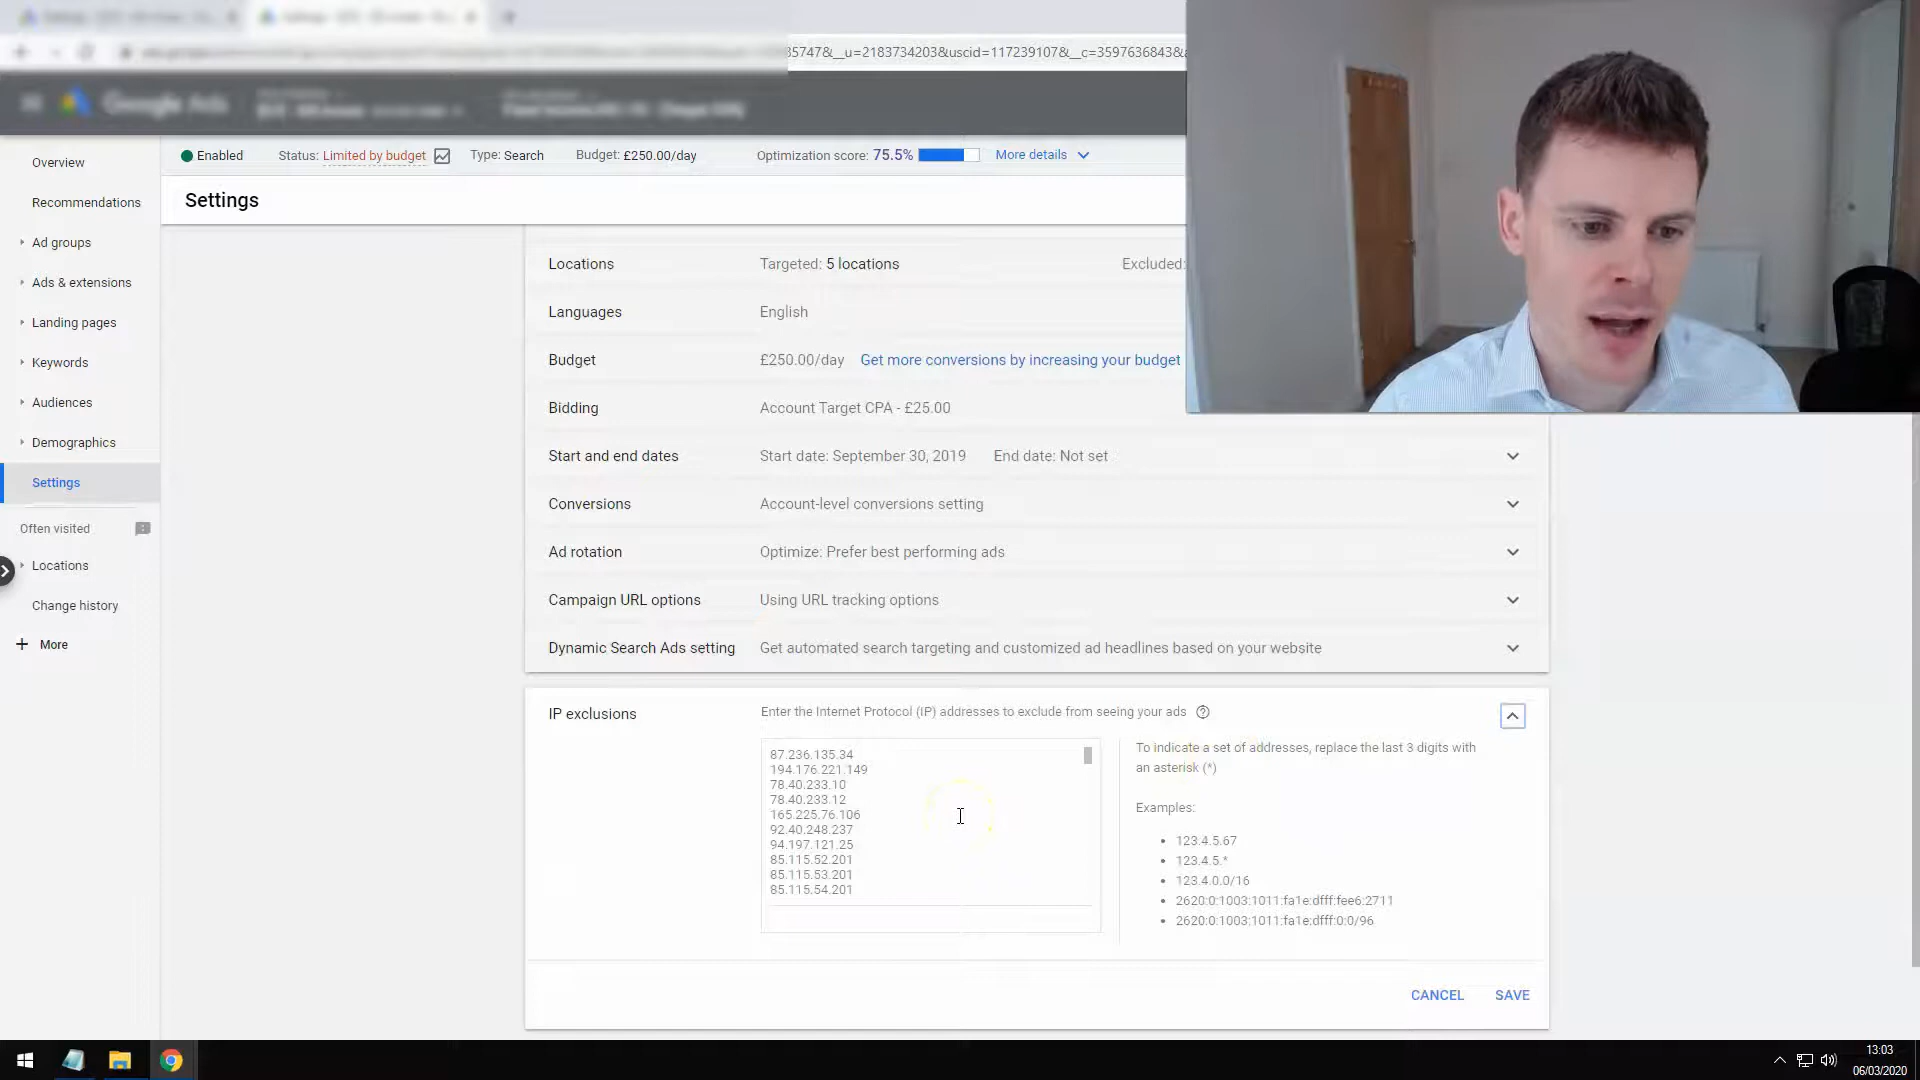 35747&__u=2183734203&uscid=117239107&__c=3597636843&
Google Ads
Enabled Status: Limited by budget Type: Search Budget: £250.00/day Optimization score: 75.5% More details
Settings
Overview
Recommendations
Ad groups
Ads & extensions
Landing pages
Keywords
Audiences
Demographics
Settings
Often visited
Locations
Change history
More
Locations Targeted: 5 locations Excluded:
Languages English
Budget £250.00/day Get more conversions by increasing your budget
Bidding Account Target CPA - £25.00
Start and end dates Start date: September 30, 2019 End date: Not set
Conversions Account-level conversions setting
Ad rotation Optimize: Prefer best performing ads
Campaign URL options Using URL tracking options
Dynamic Search Ads setting Get automated search targeting and customized ad headlines based on your website
IP exclusions Enter the Internet Protocol (IP) addresses to exclude from seeing your ads
87.236.135.34
194.176.221.149
78.40.233.10
78.40.233.12
165.225.76.106
92.40.248.237
94.197.121.25
85.115.52.201
85.115.53.201
85.115.54.201
To indicate a set of addresses, replace the last 3 digits with
an asterisk (*)
Examples:
• 123.4.5.67
• 123.4.5.*
• 123.4.0.0/16
• 2620:0:1003:1011:fa1e:dfff:fee6:2711
• 2620:0:1003:1011:fa1e:dfff:0:0/96
CANCEL SAVE
13:03
06/03/2020